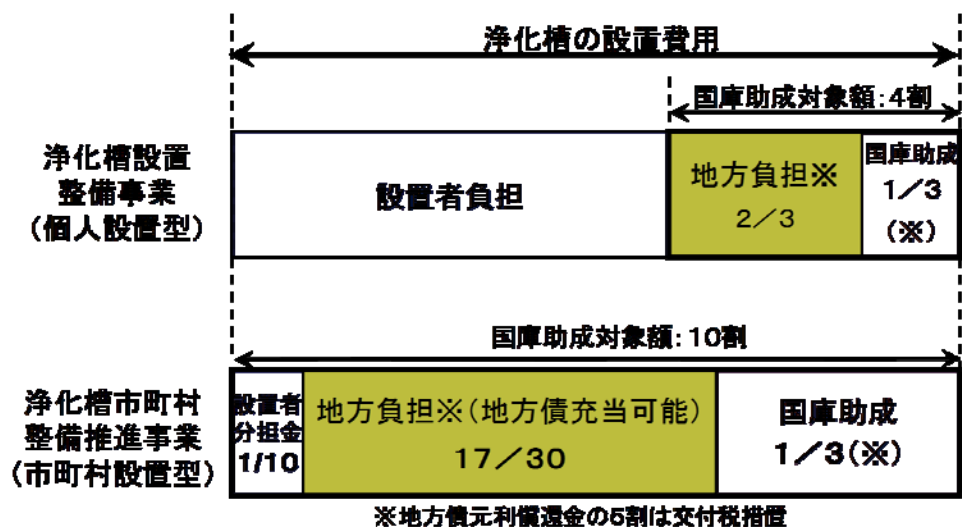 浄化槽の設置費用
国庫助成対象額:4割
浄化槽設置
整備事業
(個人設置型)
設置者負担
地方負担※
2/3
国庫助成
1/3
(※)
国庫助成対象額:10割
浄化槽市町村
整備推進事業
(市町村設置型)
設置者
分担金
1/10
地方負担※(地方債充当可能)
17/30
国庫助成
1/3(※)
※地方債元利償還金の5割は交付税措置